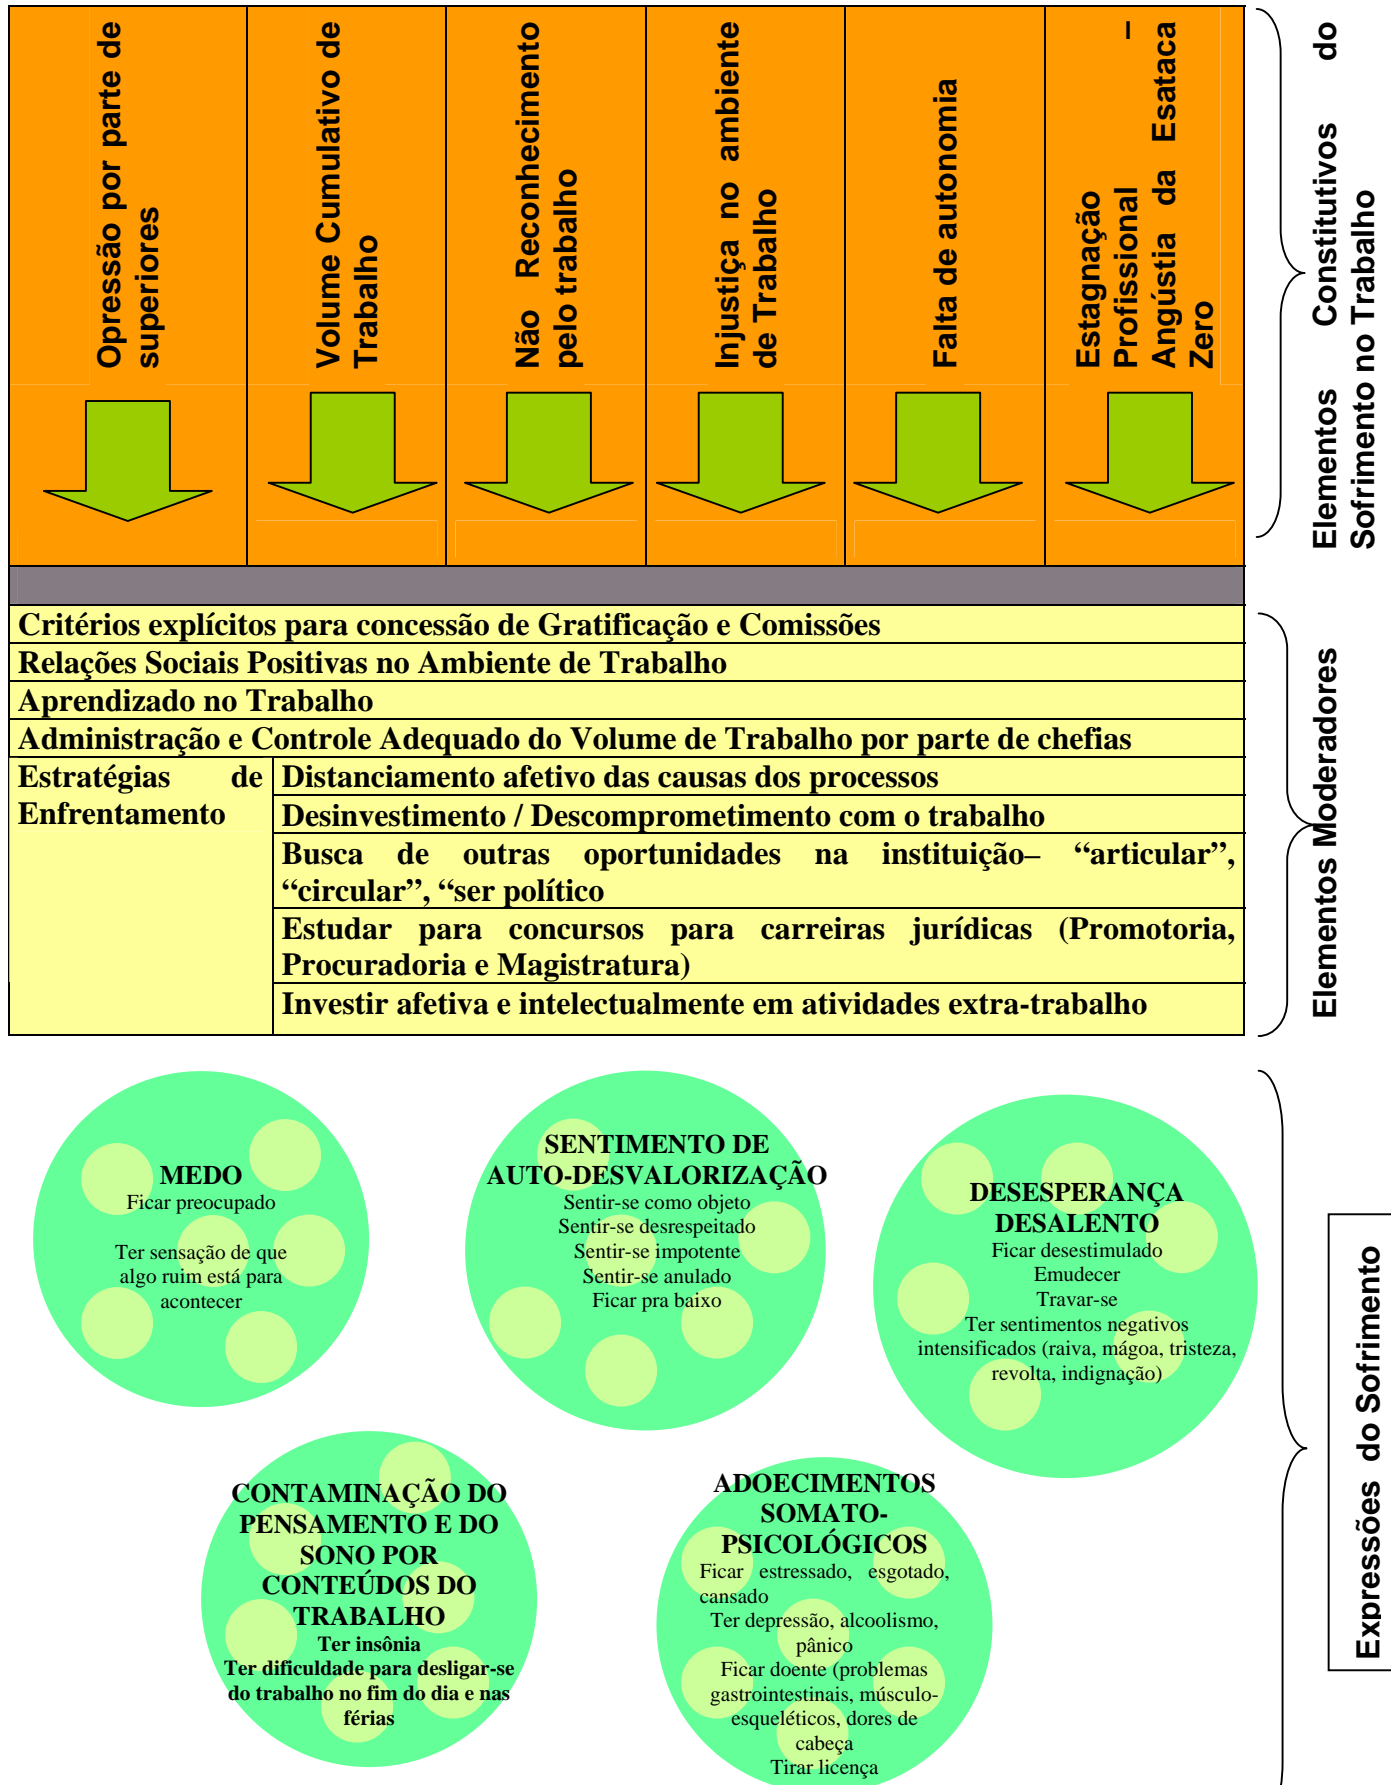 Opressão por parte de
superiores
Volume Cumulativo de
Trabalho
Não Reconhecimento
pelo trabalho
Injustiça no ambiente
de Trabalho
Falta de autonomia
Estagnação
Profissional –
Angústia da Esataca
Zero
Elementos Constitutivos do
Sofrimento no Trabalho
Critérios explícitos para concessão de Gratificação e Comissões
Relações Sociais Positivas no Ambiente de Trabalho
Aprendizado no Trabalho
Administração e Controle Adequado do Volume de Trabalho por parte de chefias
Estratégias de
Enfrentamento
Distanciamento afetivo das causas dos processos
Desinvestimento / Descomprometimento com o trabalho
Busca de outras oportunidades na instituição– “articular”,
“circular”, “ser político
Estudar para concursos para carreiras jurídicas (Promotoria,
Procuradoria e Magistratura)
Investir afetiva e intelectualmente em atividades extra-trabalho
Elementos Moderadores
MEDO
Ficar preocupado
Ter sensação de que
algo ruim está para
acontecer
SENTIMENTO DE
AUTO-DESVALORIZAÇÃO
Sentir-se como objeto
Sentir-se desrespeitado
Sentir-se impotente
Sentir-se anulado
Ficar pra baixo
DESESPERANÇA
DESALENTO
Ficar desestimulado
Emudecer
Travar-se
Ter sentimentos negativos
intensificados (raiva, mágoa, tristeza,
revolta, indignação)
CONTAMINAÇÃO DO
PENSAMENTO E DO
SONO POR
CONTEÚDOS DO
TRABALHO
Ter insônia
Ter dificuldade para desligar-se
do trabalho no fim do dia e nas
férias
ADOECIMENTOS
SOMATO-
PSICOLÓGICOS
Ficar estressado, esgotado,
cansado
Ter depressão, alcoolismo,
pânico
Ficar doente (problemas
gastrointestinais, músculo-
esqueléticos, dores de
cabeça
Tirar licença
Expressões do Sofrimento